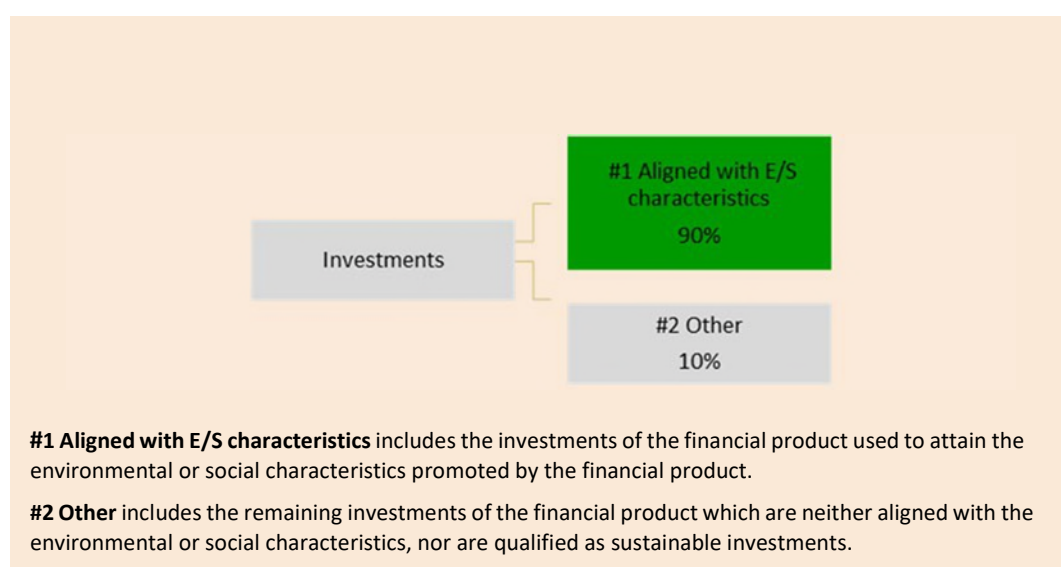 #1 Aligned with E/S
characteristics
90%
Investments
#2 Other
10%
#1 Aligned with E/S characteristics includes the investments of the financial product used to attain the
environmental or social characteristics promoted by the financial product.
#2 Other includes the remaining investments of the financial product which are neither aligned with the
environmental or social characteristics, nor are qualified as sustainable investments.